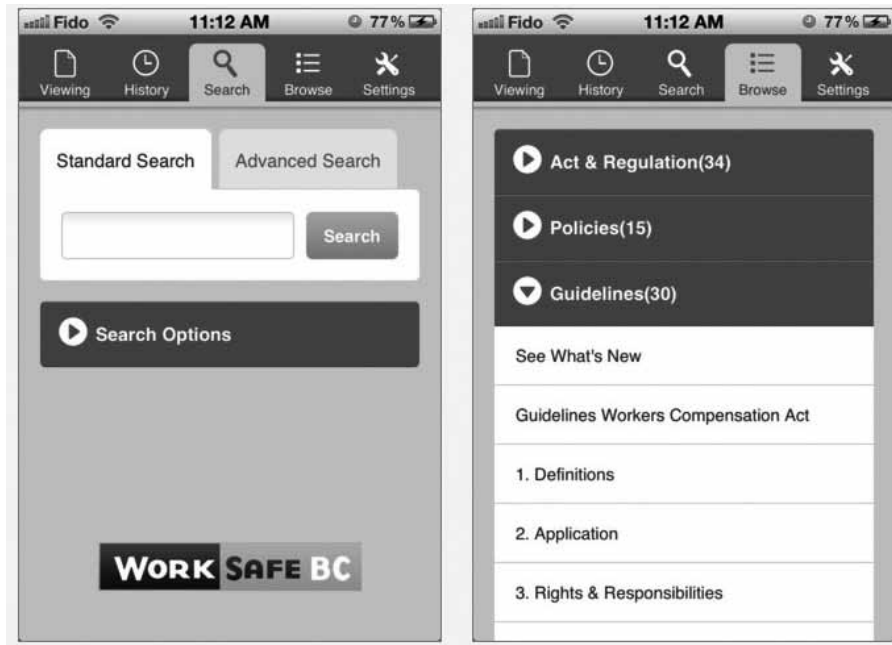 Fido 11:12 AM 77%
Viewing History Search Browse Settings
Standard Search Advanced Search
Search
Search Options
WORK SAFE BC
Fido 11:12 AM 77%
Viewing History Search Browse Settings
Act & Regulation(34)
Policies(15)
Guidelines(30)
See What's New
Guidelines Workers Compensation Act
1. Definitions
2. Application
3. Rights & Responsibilities